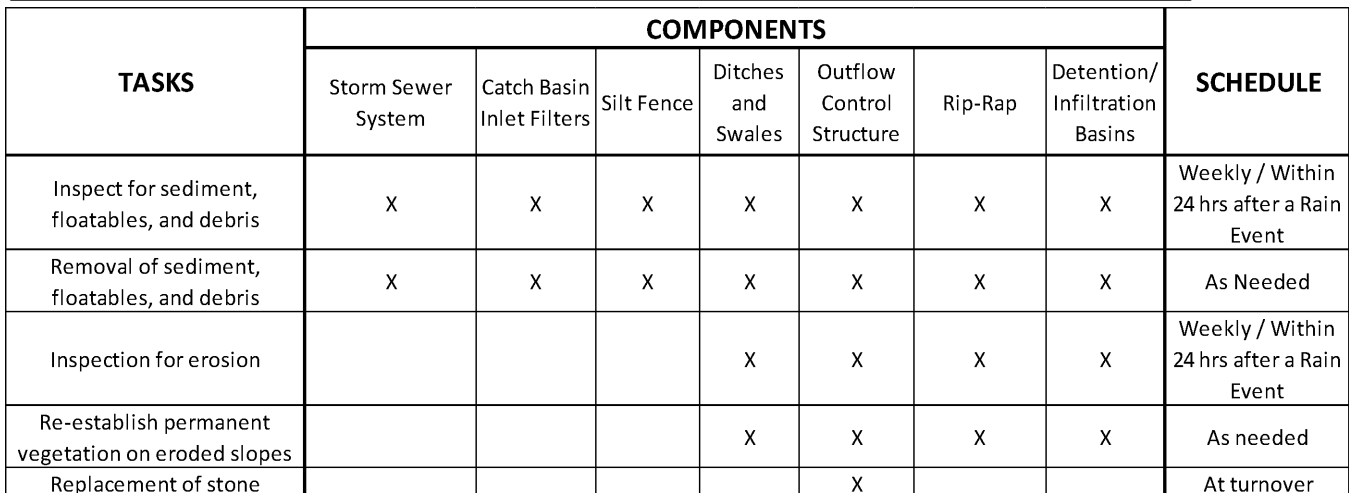 COMPONENTS
TASKS
Storm Sewer
System
Catch Basin
Inlet Filters
Silt Fence
Ditches
and
Swales
Outflow
Control
Structure
Rip-Rap
Detention/
Infiltration
Basins
SCHEDULE
Inspect for sediment,
floatables, and debris
X X X X X X X
Weekly / Within
24 hrs after a Rain
Event
Removal of sediment,
floatables, and debris
X X X X X X X
As Needed
Inspection for erosion
X X X X
Weekly / Within
24 hrs after a Rain
Event
Re-establish permanent
vegetation on eroded slopes
X X X X
As needed
Replacement of stone
X
At turnover